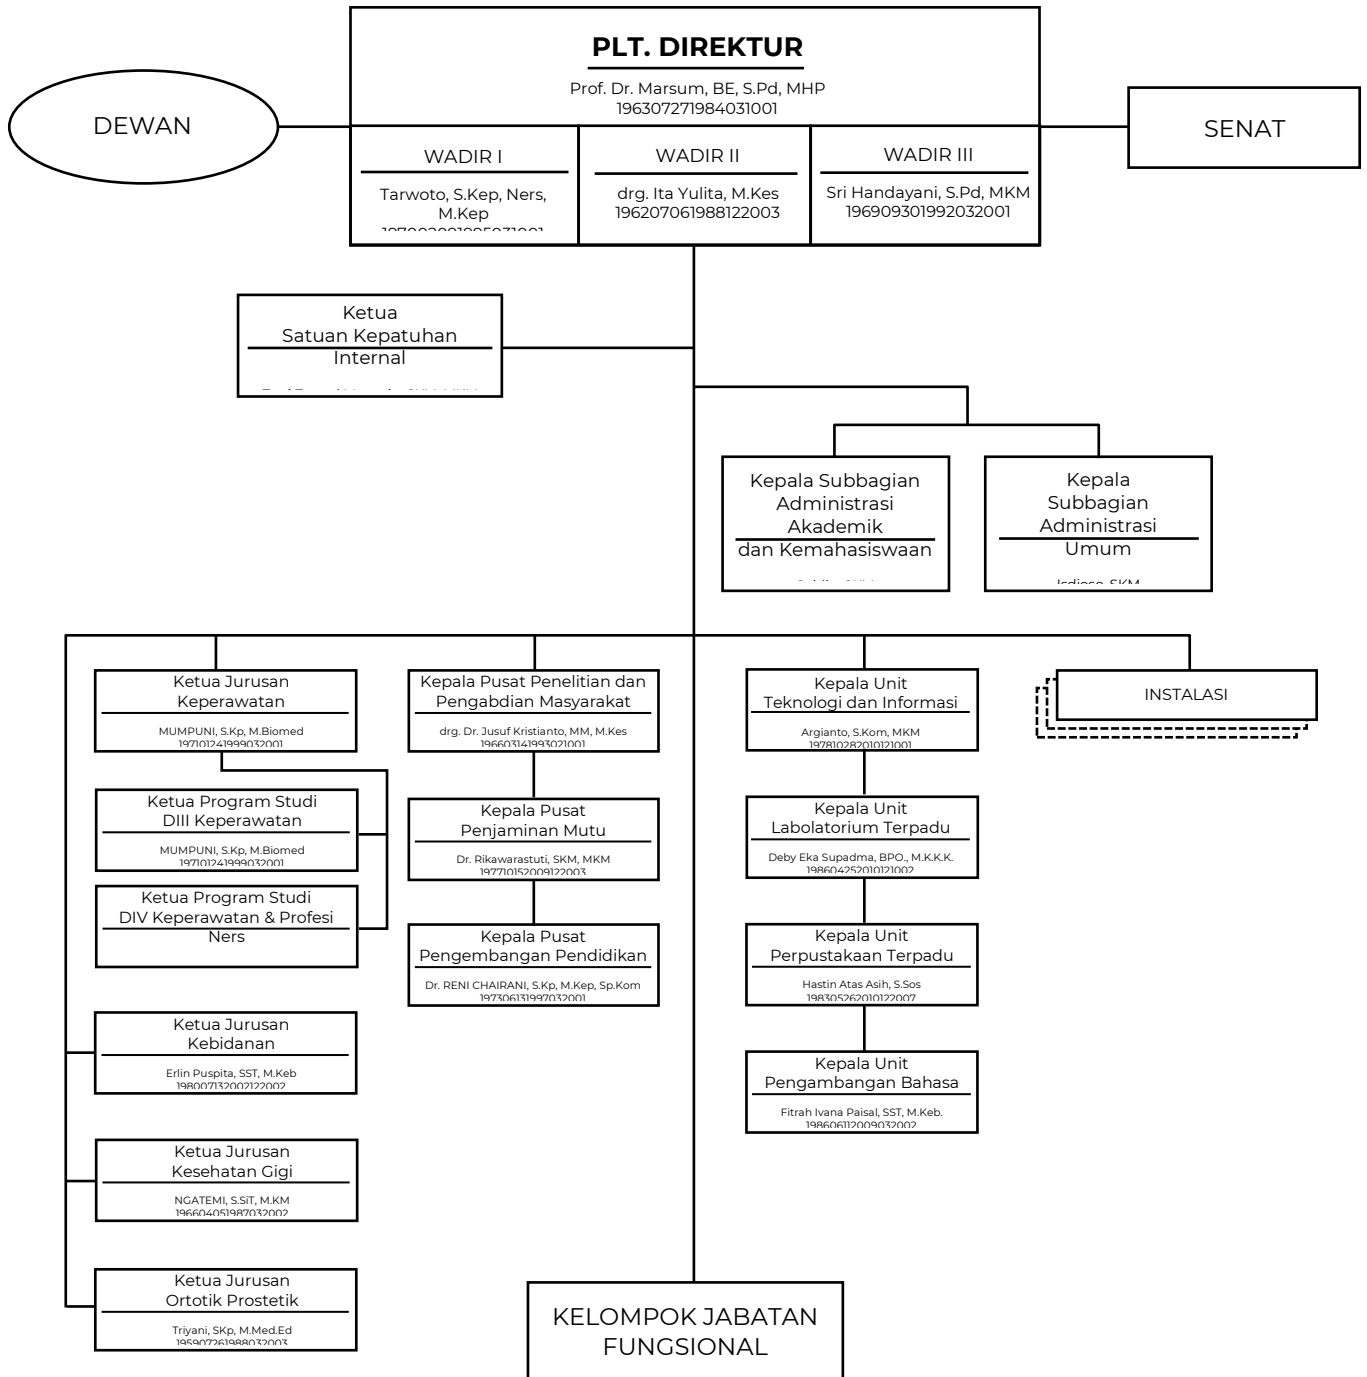 PLT. DIREKTUR
Prof. Dr. Marsum, BE, S.Pd, MHP
196307271984031001
DEWAN
SENAT
WADIR I
Tarwoto, S.Kep, Ners,
M.Kep
WADIR II
drg. Ita Yulita, M.Kes
196207061988122003
WADIR III
Sri Handayani, S.Pd, MKM
196909301992032001
Ketua
Satuan Kepatuhan
Internal
Kepala Subbagian
Administrasi
Akademik
dan Kemahasiswaan
Kepala
Subbagian
Administrasi
Umum
Ketua Jurusan
Keperawatan
MUMPUNI, S.Kp, M.Biomed
197101241999032001
Ketua Program Studi
DIII Keperawatan
MUMPUNI, S.Kp, M.Biomed
197101241999032001
Ketua Program Studi
DIV Keperawatan & Profesi
Ners
Ketua Jurusan
Kebidanan
Erlin Puspita, SST, M.Keb
198007132002122002
Ketua Jurusan
Kesehatan Gigi
NGATEMI, S.SiT, M.KM
196604051987032002
Ketua Jurusan
Ortotik Prostetik
Triyani, SKp, M.Med.Ed
195907261988032003
Kepala Pusat Penelitian dan
Pengabdian Masyarakat
drg. Dr. Jusuf Kristianto, MM, M.Kes
196603141993021001
Kepala Pusat
Penjaminan Mutu
Dr. Rikawarastuti, SKM, MKM
197710152009122003
Kepala Pusat
Pengembangan Pendidikan
Dr. RENI CHAIRANI, S.Kp, M.Kep, Sp.Kom
197306131997032001
Kepala Unit
Teknologi dan Informasi
Argianto, S.Kom, MKM
197810282010121001
Kepala Unit
Labolatorium Terpadu
Deby Eka Supadma, BPO., M.K.K.K.
198604252010121002
Kepala Unit
Perpustakaan Terpadu
Hastin Atas Asih, S.Sos
198305262010122007
Kepala Unit
Pengambangan Bahasa
Fitrah Ivana Paisal, SST, M.Keb.
198606112009032002
INSTALASI
KELOMPOK JABATAN
FUNGSIONAL